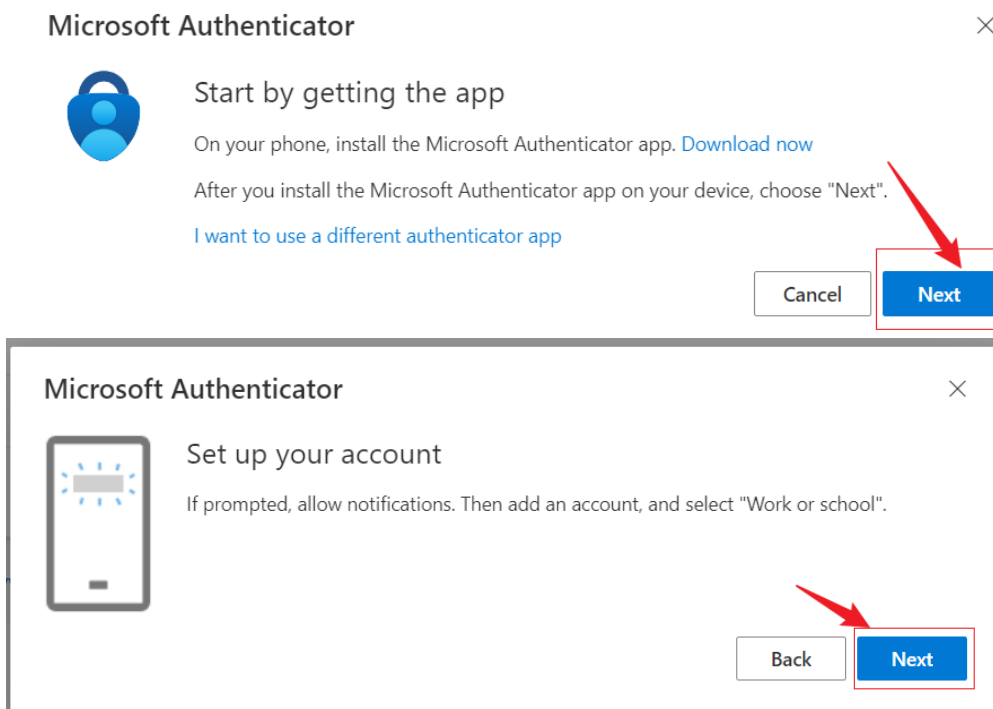 Microsoft Authenticator
Start by getting the app
On your phone, install the Microsoft Authenticator app. Download now
After you install the Microsoft Authenticator app on your device, choose "Next".
I want to use a different authenticator app
Cancel
Next
Microsoft Authenticator
Set up your account
If prompted, allow notifications. Then add an account, and select "Work or school".
Back
Next